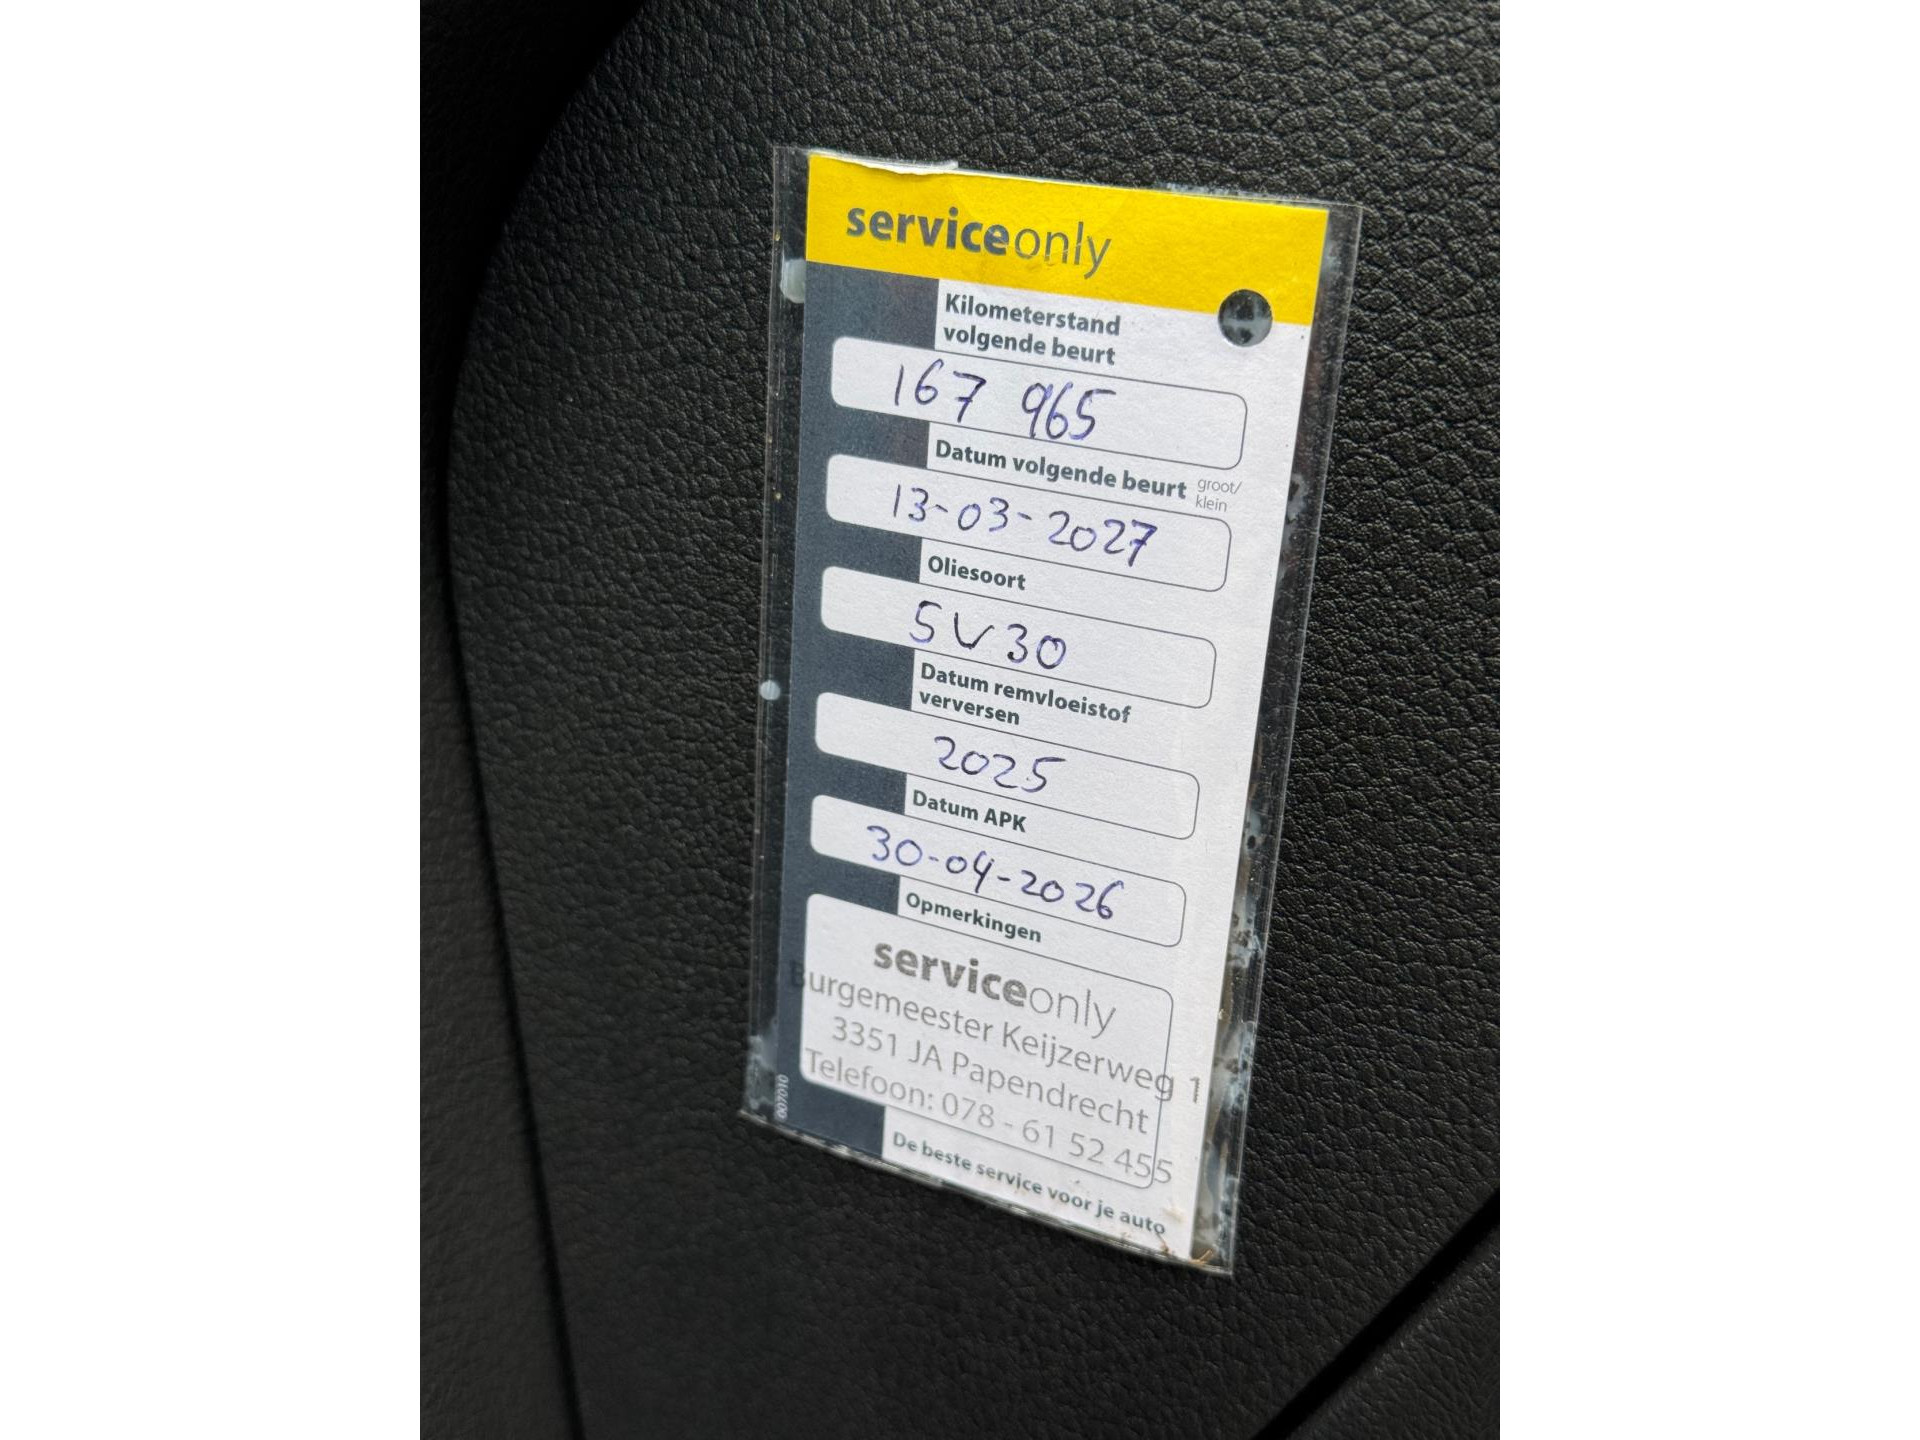 serviceonly
Kilometerstand
volgende beurt
167 965
Datum volgende beurt groot/
klein
13-03-2027
Oliesoort
5V30
Datum remvloeistof
verversen
2025
Datum APK
30-04-2026
Opmerkingen
serviceonly
Burgemeester Keijzerweg 1
3351 JA Papendrecht
Telefoon: 078 - 61 52 455
De beste service voor je auto
007010